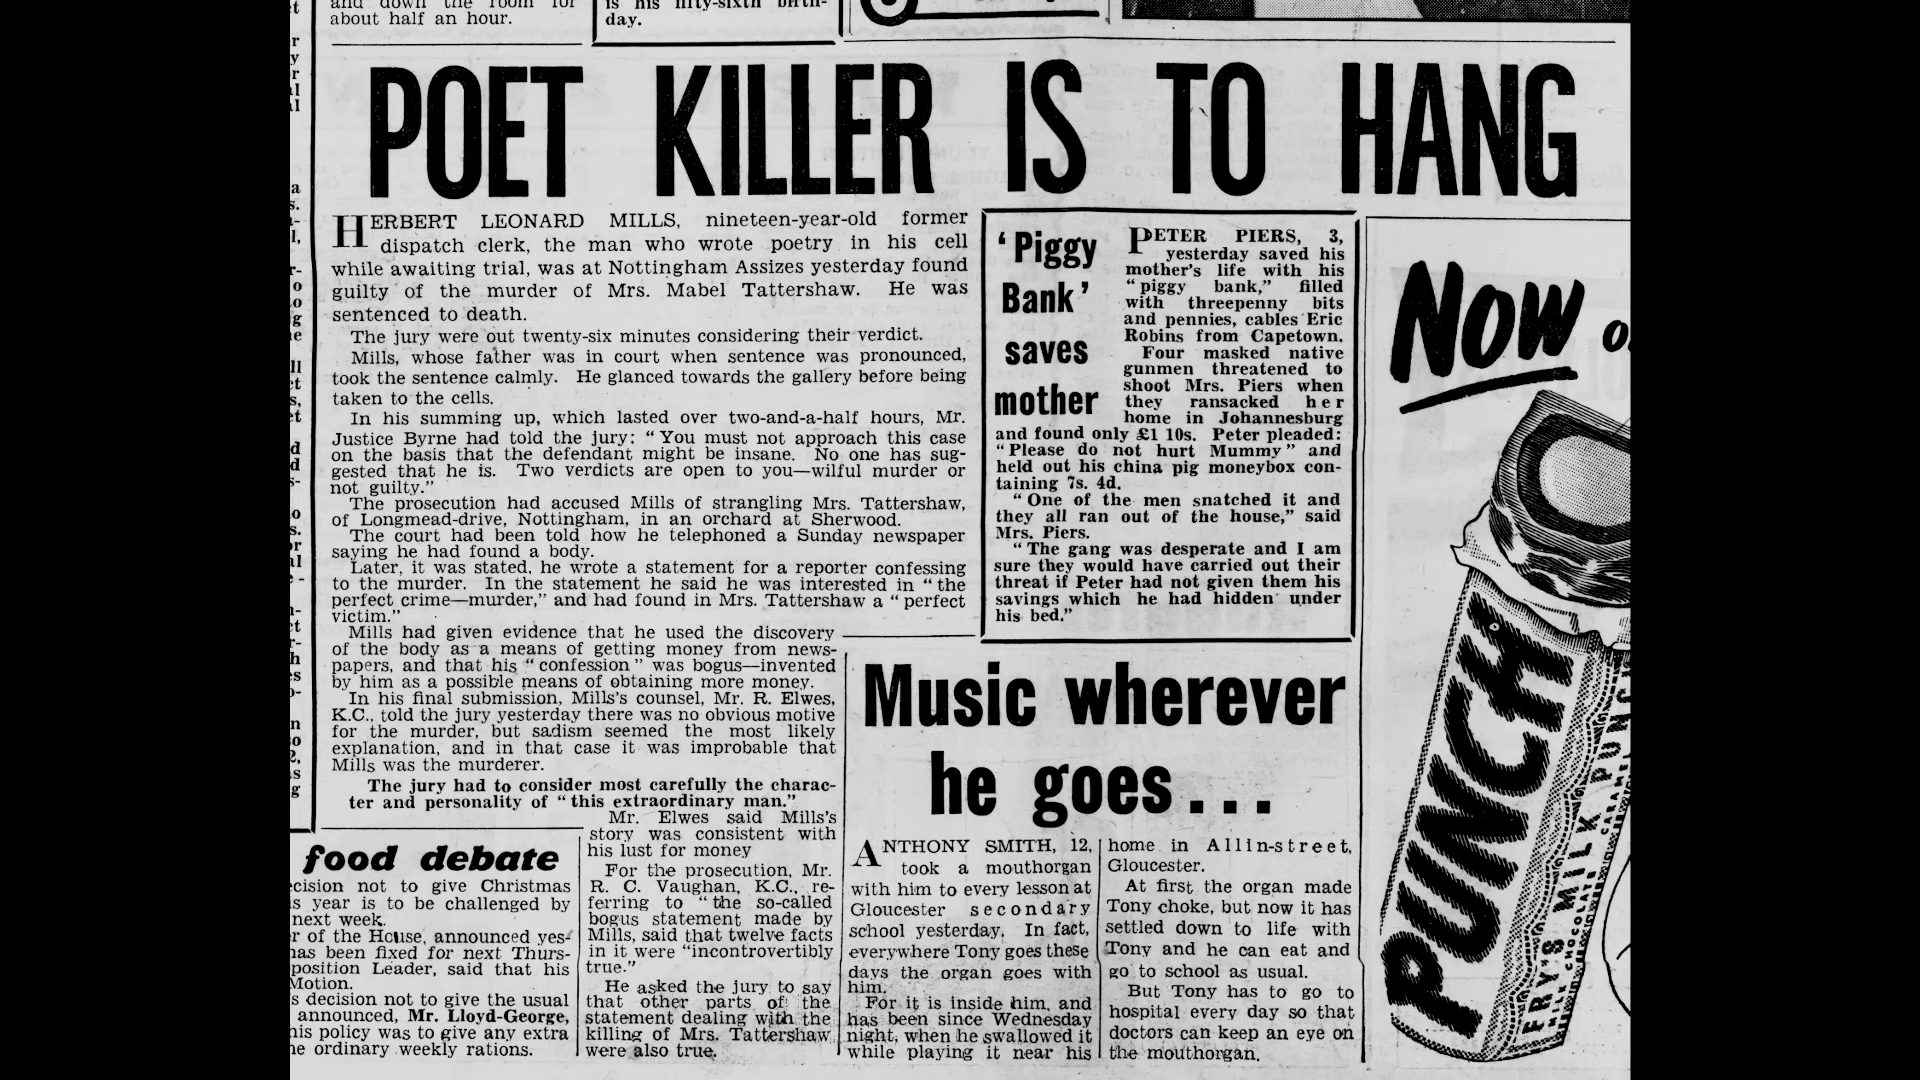 and down the room for
about half an hour.
is his fifty-sixth birth-
day.
POET KILLER IS TO HANG
HERBERT LEONARD MILLS, nineteen-year-old former
dispatch clerk, the man who wrote poetry in his cell
while awaiting trial, was at Nottingham Assizes yesterday found
guilty of the murder of Mrs. Mabel Tattershaw. He was
sentenced to death.
The jury were out twenty-six minutes considering their verdict.
Mills, whose father was in court when sentence was pronounced,
took the sentence calmly. He glanced towards the gallery before being
taken to the cells.
In his summing up, which lasted over two-and-a-half hours, Mr.
Justice Byrne had told the jury: “You must not approach this case
on the basis that the defendant might be insane. No one has sug-
gested that he is. Two verdicts are open to you—wilful murder or
not guilty.”
The prosecution had accused Mills of strangling Mrs. Tattershaw,
of Longmead-drive, Nottingham, in an orchard at Sherwood.
The court had been told how he telephoned a Sunday newspaper
saying he had found a body.
Later, it was stated, he wrote a statement for a reporter confessing
to the murder. In the statement he said he was interested in “the
perfect crime—murder,” and had found in Mrs. Tattershaw a “perfect
victim.”
Mills had given evidence that he used the discovery
of the body as a means of getting money from news-
papers, and that his “confession” was bogus—invented
by him as a possible means of obtaining more money.
In his final submission, Mills's counsel, Mr. R. Elwes,
K.C., told the jury yesterday there was no obvious motive
for the murder, but sadism seemed the most likely
explanation, and in that case it was improbable that
Mills was the murderer.
The jury had to consider most carefully the charac-
ter and personality of “this extraordinary man.”
Mr. Elwes said Mills's
story was consistent with
his lust for money
For the prosecution, Mr.
R. C. Vaughan, K.C., re-
ferring to “the so-called
bogus statement made by
Mills, said that twelve facts
in it were “incontrovertibly
true.”
He asked the jury to say
that other parts of the
statement dealing with the
killing of Mrs. Tattershaw
were also true.
food debate
cision not to give Christmas
s year is to be challenged by
next week.
r of the House, announced yes-
has been fixed for next Thurs-
position Leader, said that his
Motion.
s decision not to give the usual
announced, Mr. Lloyd-George,
his policy was to give any extra
he ordinary weekly rations.
‘Piggy
Bank’
saves
mother
PETER PIERS, 3,
yesterday saved his
mother's life with his
“piggy bank,” filled
with threepenny bits
and pennies, cables Eric
Robins from Capetown.
Four masked native
gunmen threatened to
shoot Mrs. Piers when
they ransacked her
home in Johannesburg
and found only £1 10s. Peter pleaded:
“Please do not hurt Mummy” and
held out his china pig moneybox con-
taining 7s. 4d.
“One of the men snatched it and
they all ran out of the house,” said
Mrs. Piers.
“The gang was desperate and I am
sure they would have carried out their
threat if Peter had not given them his
savings which he had hidden under
his bed.”
Music wherever
he goes...
ANTHONY SMITH, 12,
took a mouthorgan
with him to every lesson at
Gloucester secondary
school yesterday. In fact,
everywhere Tony goes these
days the organ goes with
him.
For it is inside him, and
has been since Wednesday
night, when he swallowed it
while playing it near his
home in Allin-street,
Gloucester.
At first the organ made
Tony choke, but now it has
settled down to life with
Tony and he can eat and
go to school as usual.
But Tony has to go to
hospital every day so that
doctors can keep an eye on
the mouthorgan.
NOW
PUNCH
FRY'S MILK PUNCH
MILK CHOCOLATE CARAMEL